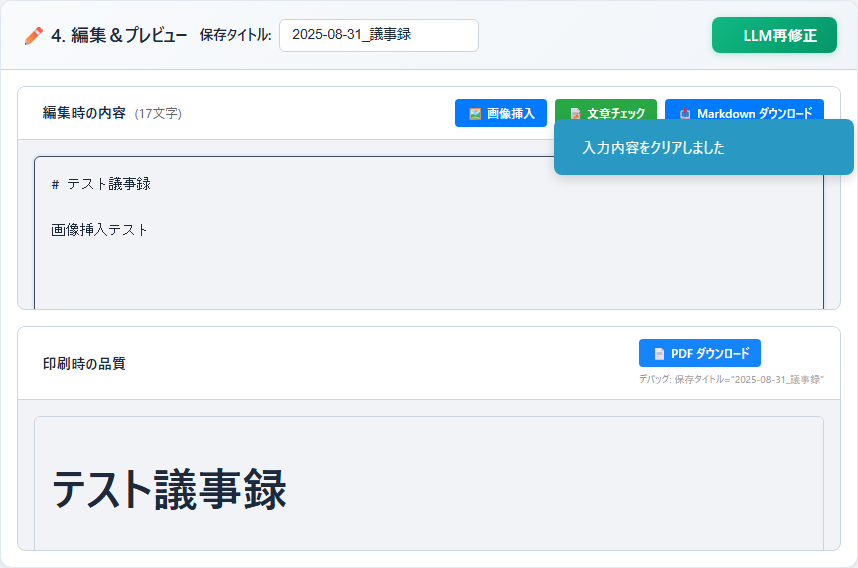 4. 編集＆プレビュー 保存タイトル: 2025-08-31_議事録 LLM再修正
編集時の内容 (17文字) 画像挿入 文章チェック Markdown ダウンロード
入力内容をクリアしました
# テスト議事録
画像挿入テスト
印刷時の品質 PDF ダウンロード
デバッグ: 保存タイトル="2025-08-31_議事録"
テスト議事録